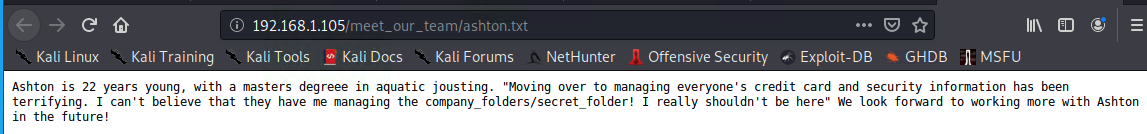 192.168.1.105/meet_our_team/ashton.txt
Kali Linux Kali Training Kali Tools Kali Docs Kali Forums NetHunter Offensive Security Exploit-DB GHDB MSFU
Ashton is 22 years young, with a masters degreee in aquatic jousting. "Moving over to managing everyone's credit card and security information has been
terrifying. I can't believe that they have me managing the company_folders/secret_folder! I really shouldn't be here" We look forward to working more with Ashton
in the future!